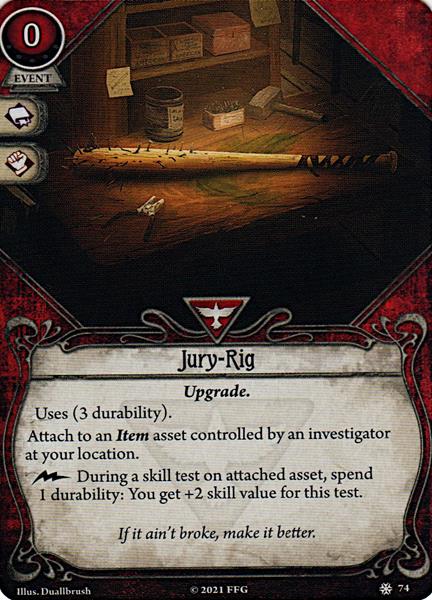 0
EVENT
Jury-Rig
Upgrade.
Uses (3 durability).
Attach to an Item asset controlled by an investigator
at your location.
During a skill test on attached asset, spend
1 durability: You get +2 skill value for this test.
If it ain't broke, make it better.
Illus. Duallbrush
© 2021 FFG
74